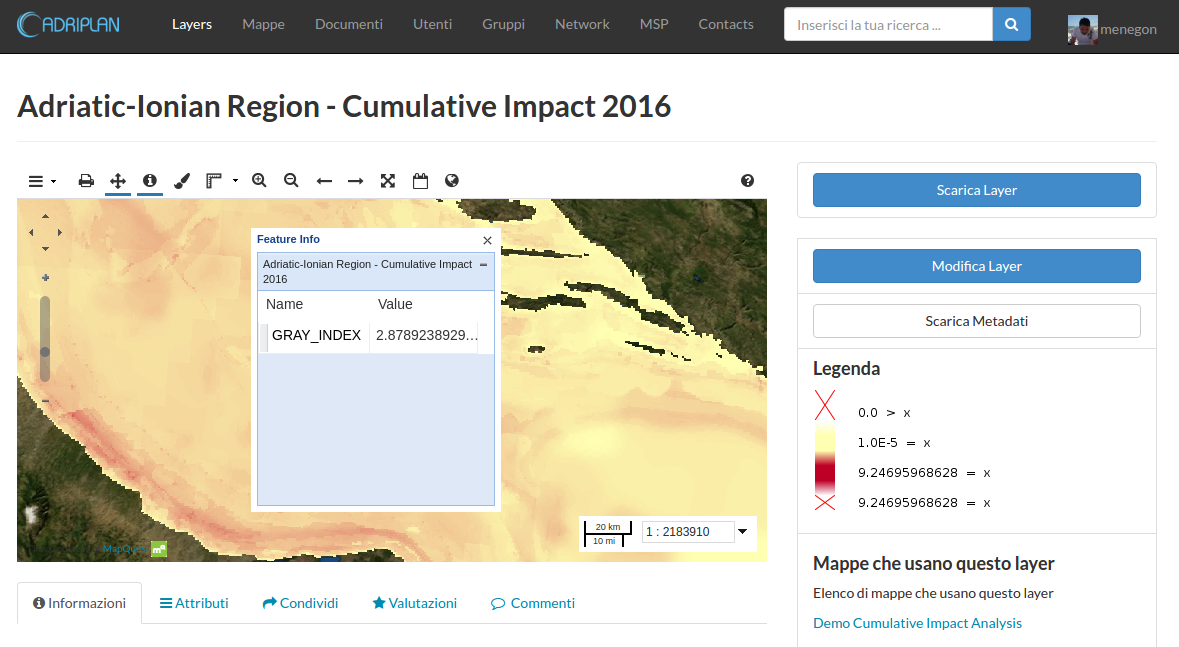 ADRIPLAN
Layers Mappe Documenti Utenti Gruppi Network MSP Contacts Inserisci la tua ricerca ... menegon
Adriatic-Ionian Region - Cumulative Impact 2016
Scarica Layer
Feature Info
Adriatic-Ionian Region - Cumulative Impact
2016
Name Value
GRAY_INDEX 2.8789238929...
Modifica Layer
Scarica Metadati
Legenda
0.0 > x
1.0E-5 = x
9.24695968628 = x
9.24695968628 = x
20 km
10 mi
1 : 2183910
MapQuest
Informazioni Attributi Condividi Valutazioni Commenti
Mappe che usano questo layer
Elenco di mappe che usano questo layer
Demo Cumulative Impact Analysis